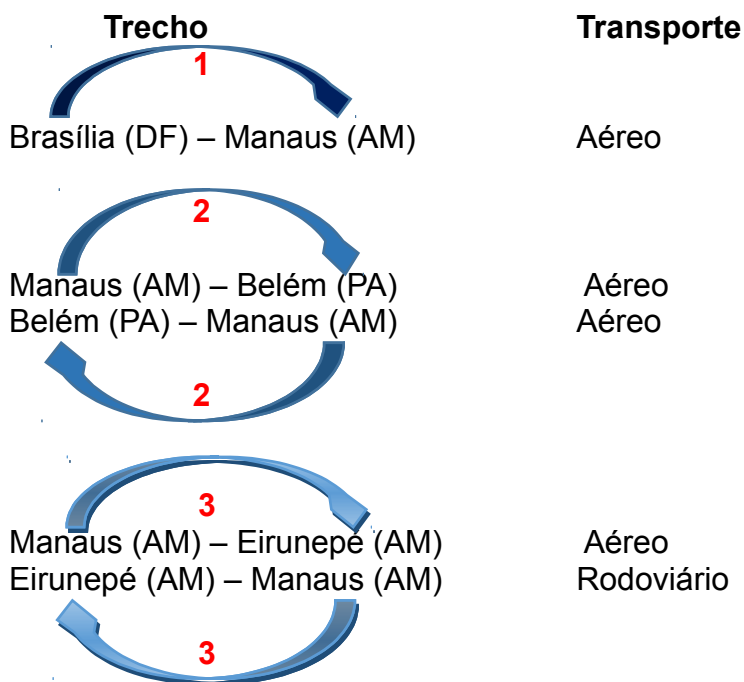 Trecho Transporte
1
Brasília (DF) – Manaus (AM) Aéreo
2
Manaus (AM) – Belém (PA) Aéreo
Belém (PA) – Manaus (AM) Aéreo
2
3
Manaus (AM) – Eirunepé (AM) Aéreo
Eirunepé (AM) – Manaus (AM) Rodoviário
3